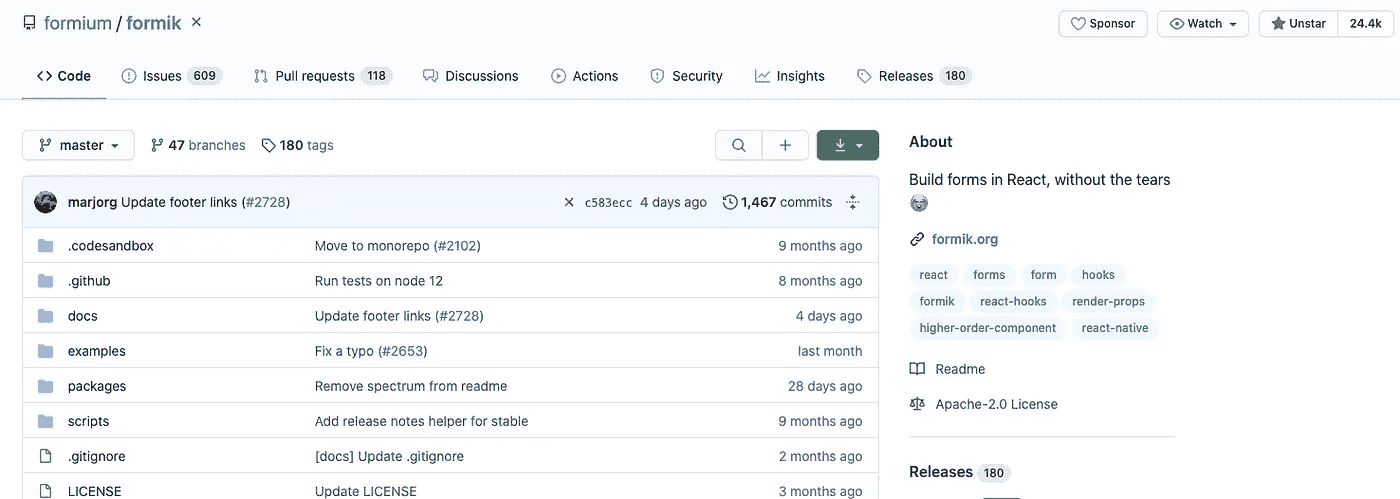 formium / formik
Sponsor Watch Unstar 24.4k
Code Issues 609 Pull requests 118 Discussions Actions Security Insights Releases 180
master 47 branches 180 tags
About
Build forms in React, without the tears
marjorg Update footer links (#2728) c583ecc 4 days ago 1,467 commits
formik.org
.codesandbox Move to monorepo (#2102) 9 months ago
react forms form hooks
.github Run tests on node 12 8 months ago
formik react-hooks render-props
docs Update footer links (#2728) 4 days ago
higher-order-component react-native
examples Fix a typo (#2653) last month
Readme
packages Remove spectrum from readme 28 days ago
Apache-2.0 License
scripts Add release notes helper for stable 9 months ago
.gitignore [docs] Update .gitignore 2 months ago
Releases 180
LICENSE Update LICENSE 3 months ago